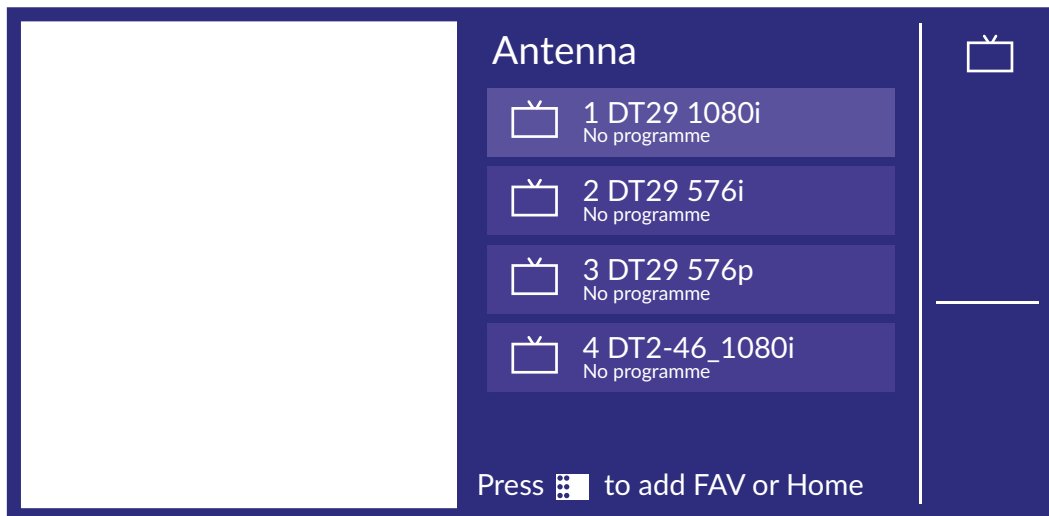 Antenna
1 DT29 1080i
No programme
2 DT29 576i
No programme
3 DT29 576p
No programme
4 DT2-46_1080i
No programme
Press to add FAV or Home